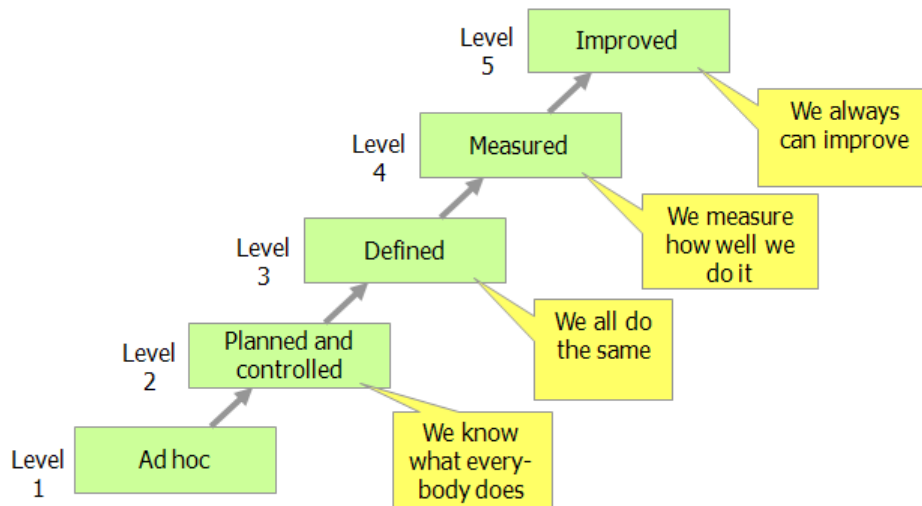 Level
5
Improved
We always
can improve
Level
4
Measured
We measure
how well we
do it
Level
3
Defined
We all do
the same
Level
2
Planned and
controlled
We know
what every-
body does
Level
1
Ad hoc